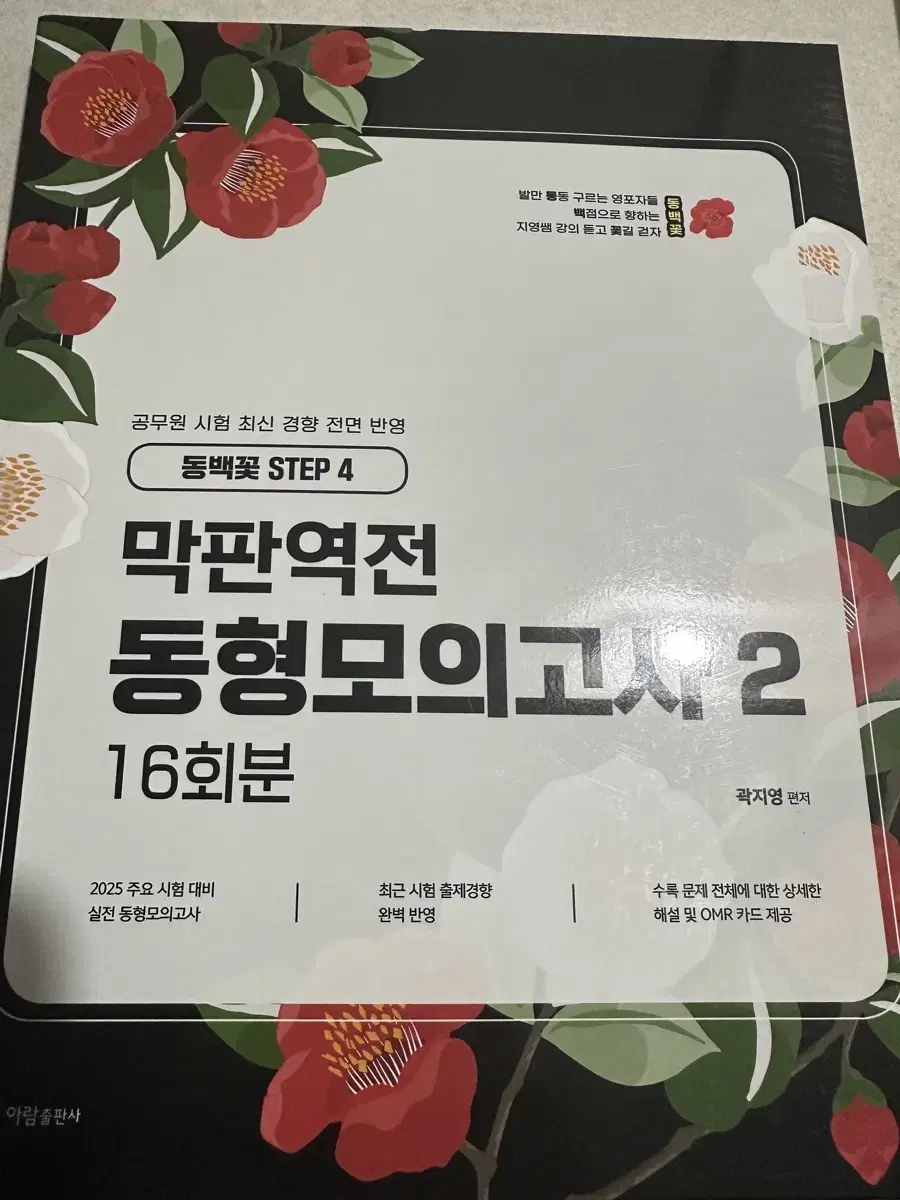 발만 동동 구르는 영포자들
백점으로 향하는
지영쌤 강의 듣고 꽃길 걷자
동
백
꽃
공무원 시험 최신 경향 전면 반영
동백꽃 STEP 4
막판역전
동형모의고사 2
16회분
곽지영 편저
2025 주요 시험 대비
실전 동형모의고사
최근 시험 출제경향
완벽 반영
수록 문제 전체에 대한 상세한
해설 및 OMR 카드 제공
아람출판사